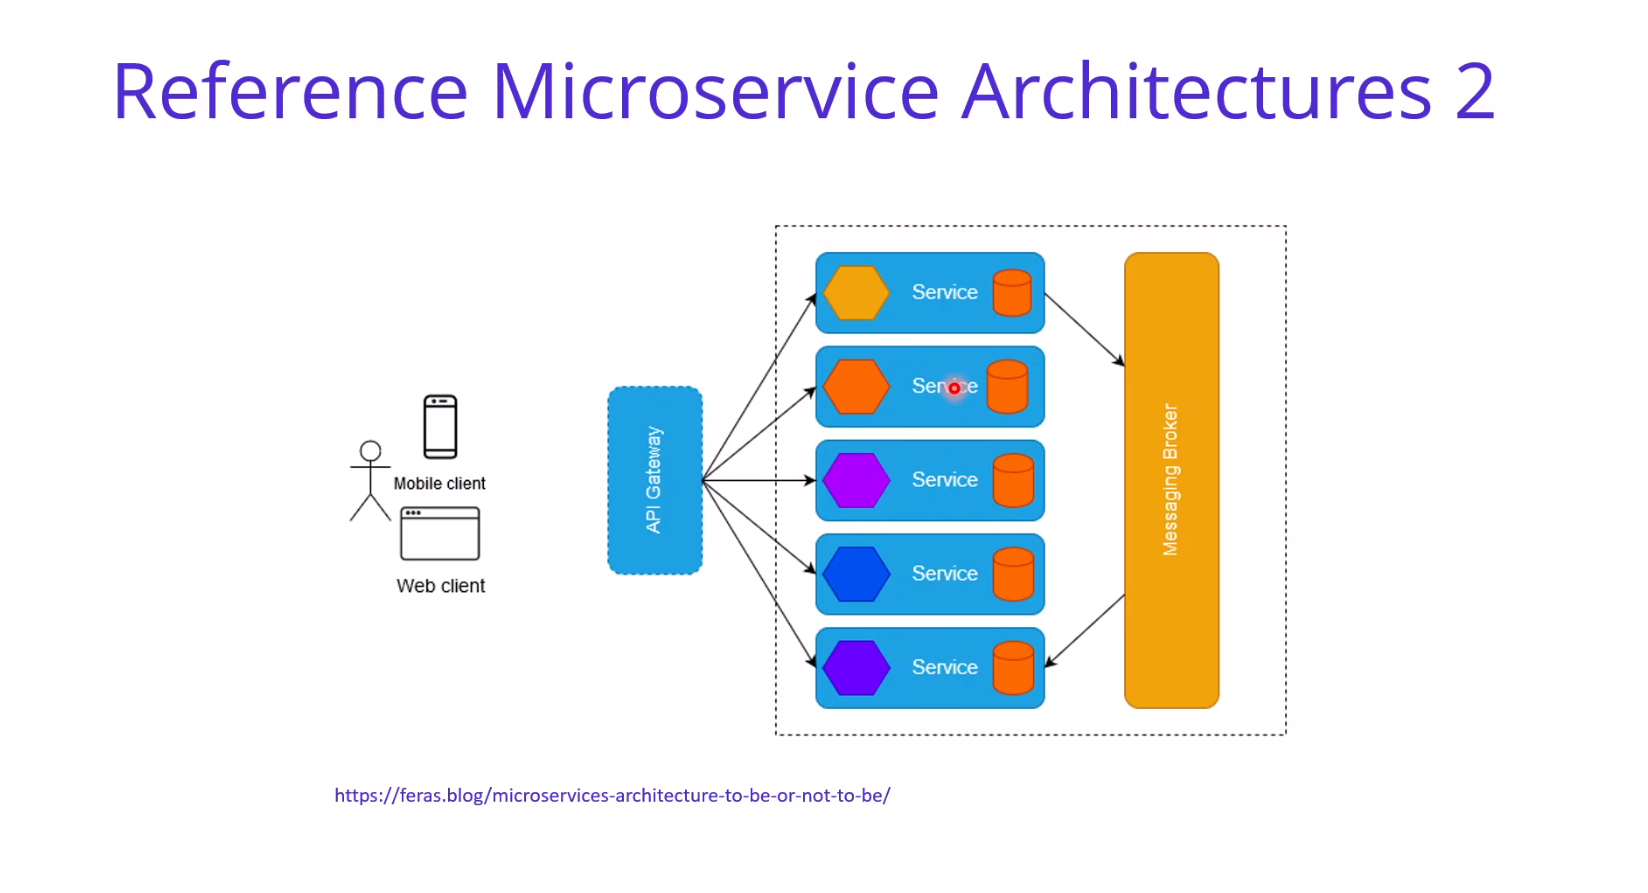 Reference Microservice Architectures 2
Mobile client
Web client
API Gateway
Service
Service
Service
Service
Service
Messaging Broker
https://feras.blog/microservices-architecture-to-be-or-not-to-be/